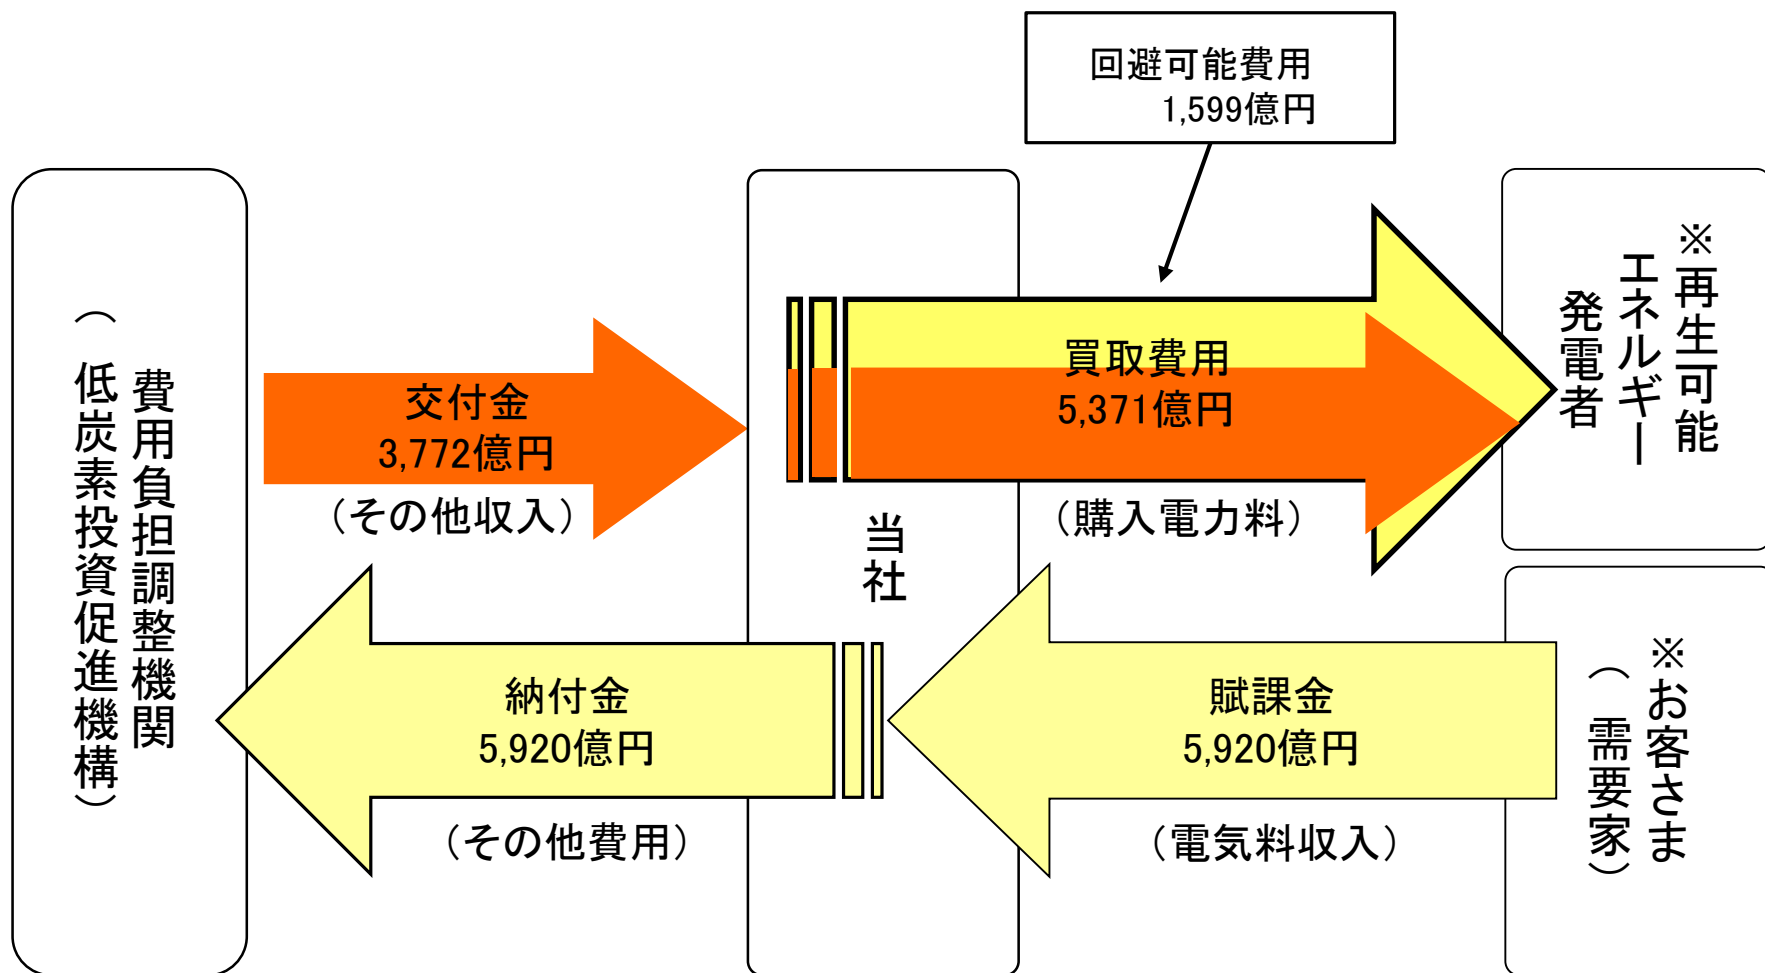 回避可能費用
1,599億円
費用負担調整機関
（低炭素投資促進機構）
交付金
3,772億円
（その他収入）
当社
買取費用
5,371億円
（購入電力料）
※再生可能
エネルギー
発電者
納付金
5,920億円
（その他費用）
賦課金
5,920億円
（電気料収入）
※お客さま
（需要家）